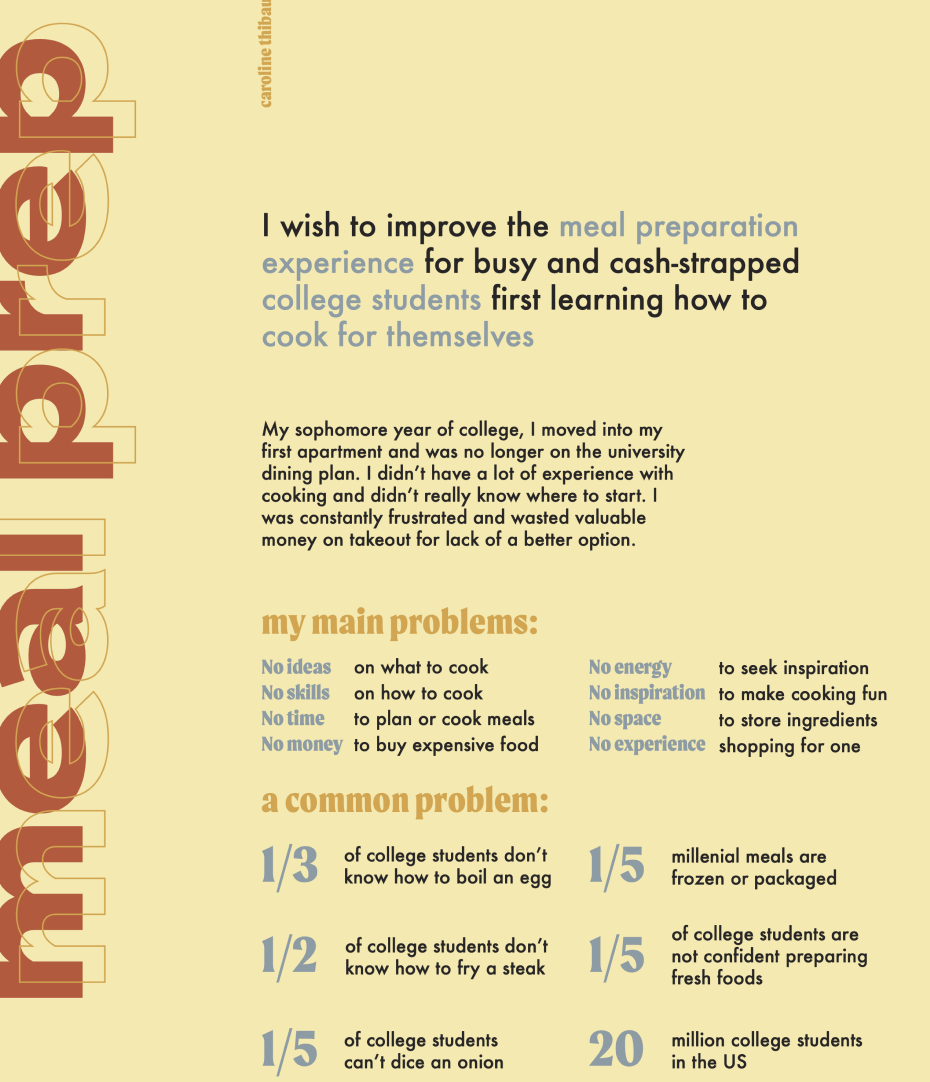 meal prep
caroline
I wish to improve the meal preparation
experience for busy and cash-strapped
college students first learning how to
cook for themselves
My sophomore year of college, I moved into my
first apartment and was no longer on the university
dining plan. I didn't have a lot of experience with
cooking and didn't really know where to start. I
was constantly frustrated and wasted valuable
money on takeout for lack of a better option.
my main problems:
No ideas on what to cook
No skills on how to cook
No time to plan or cook meals
No money to buy expensive food
No energy to seek inspiration
No inspiration to make cooking fun
No space to store ingredients
No experience shopping for one
a common problem:
1/3 of college students don't
know how to boil an egg
1/2 of college students don't
know how to fry a steak
1/5 of college students
can't dice an onion
1/5 millenial meals are
frozen or packaged
1/5 of college students are
not confident preparing
fresh foods
20 million college students
in the US